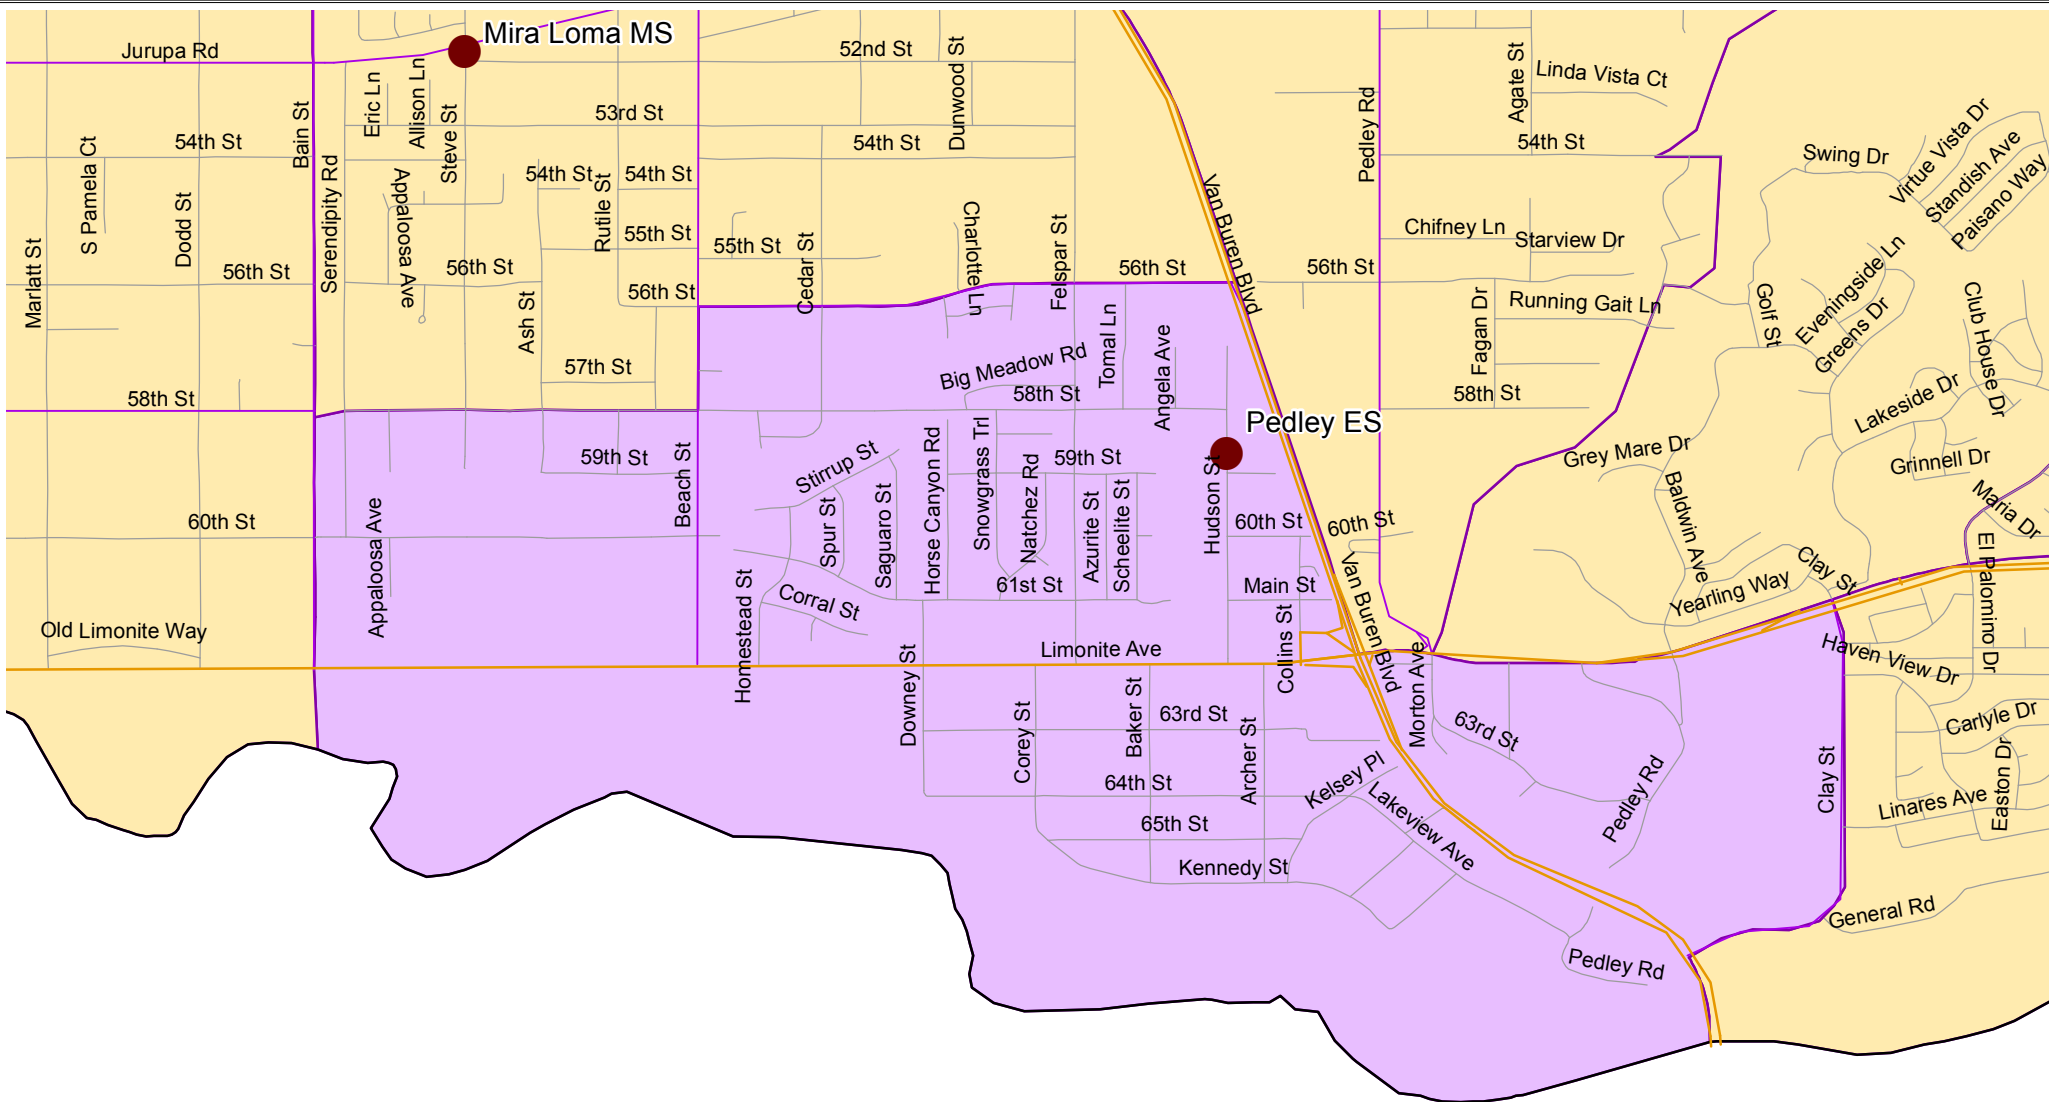 Mira Loma MS
Jurupa Rd
52nd St
Dunwood St
Agate St
Linda Vista Ct
Eric Ln
Allison Ln
Steve St
53rd St
Pedley Rd
Bain St
S Pamela Ct
54th St
54th St
54th St
Swing Dr
Virtue Vista Dr
Standish Ave
Paisano Way
Serendipity Rd
Appaloosa Ave
54th St
54th St
Rutile St
Dodd St
Marlatt St
Van Buren Blvd
Charlotte Ln
Felspar St
Chifney Ln
Starview Dr
55th St
55th St
Cedar St
56th St
56th St
56th St
56th St
56th St
Ash St
Fagan Dr
Running Gait Ln
Golf St
Eveningside Ln
Greens Dr
Club House Dr
Tomal Ln
Angela Ave
Big Meadow Rd
57th St
58th St
58th St
58th St
Lakeside Dr
Pedley ES
Grey Mare Dr
Grinnell Dr
59th St
59th St
Beach St
Stirrup St
Spur St
Saguaro St
Horse Canyon Rd
Snowgrass Trl
Natchez Rd
Azurite St
Scheelite St
Hudson St
Baldwin Ave
Maria Dr
60th St
60th St
60th St
Appaloosa Ave
El Palomino Dr
Clay St
Yearling Way
Homestead St
Corral St
61st St
Main St
Van Buren Blvd
Collins St
Old Limonite Way
Limonite Ave
Haven View Dr
Downey St
Corey St
Baker St
63rd St
Archer St
Morton Ave
63rd St
Carlyle Dr
Easton Dr
Clay St
Pedley Rd
64th St
Kelsey Pl
Lakeview Ave
Linares Ave
65th St
Kennedy St
General Rd
Pedley Rd